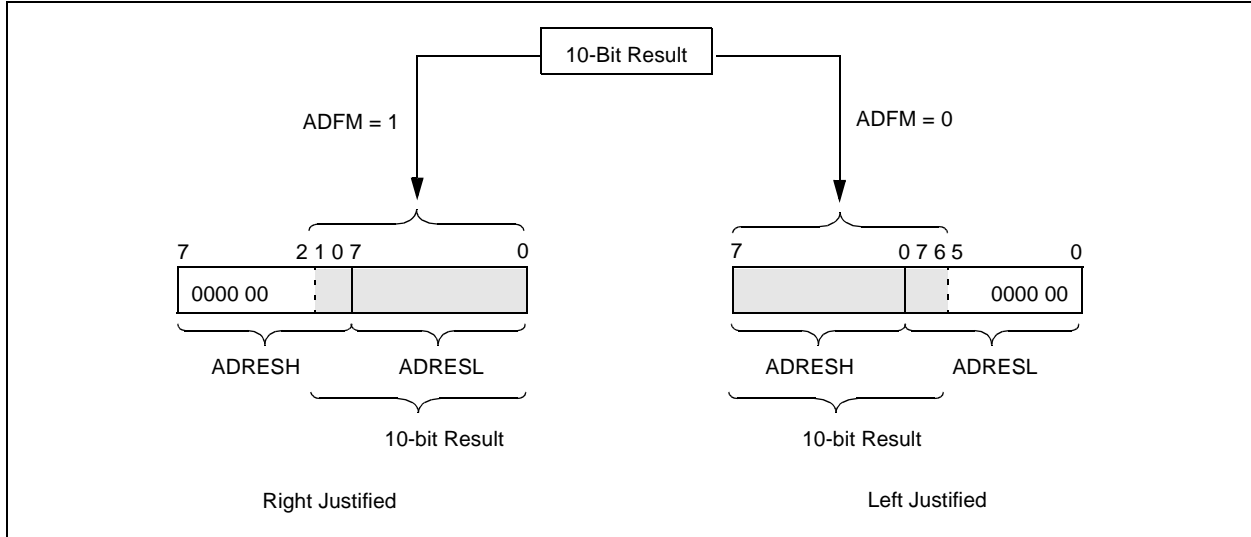 10-Bit Result
ADFM = 1
ADFM = 0
7 2 1 0 7 0
7 0 7 6 5 0
0000 00
0000 00
ADRESH ADRESL
ADRESH ADRESL
10-bit Result
10-bit Result
Right Justified
Left Justified